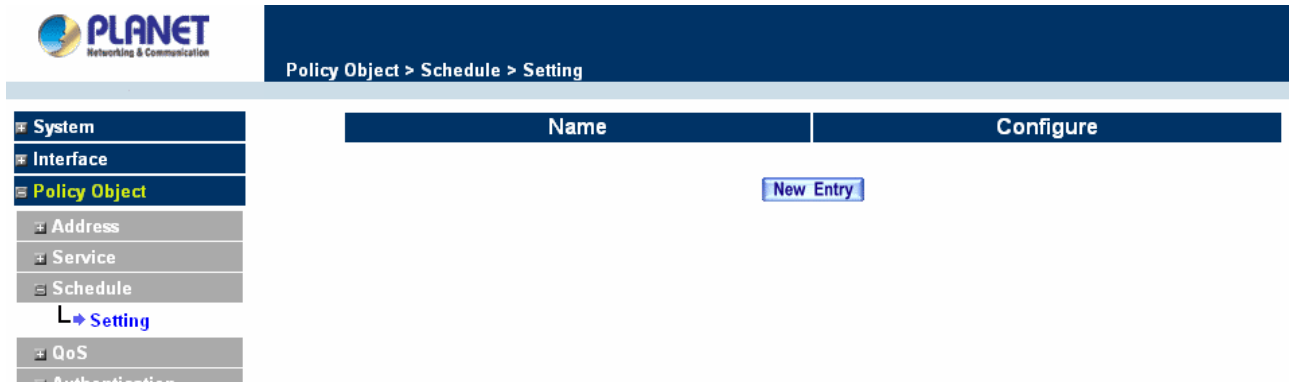 PLANET
Networking & Communication
Policy Object > Schedule > Setting
System
Interface
Policy Object
Address
Service
Schedule
Setting
QoS
Authentication
Name Configure
New Entry